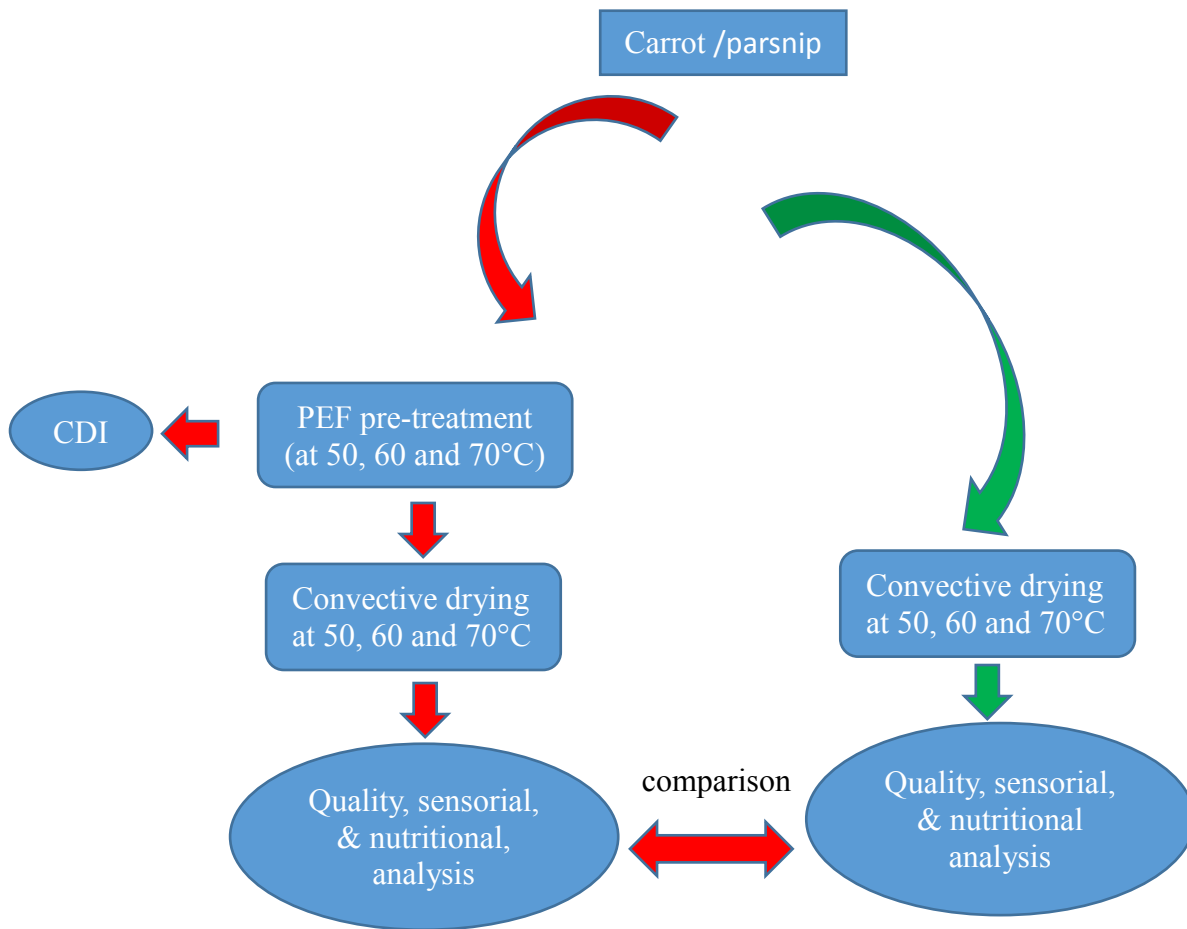 Carrot /parsnip
CDI
PEF pre-treatment
(at 50, 60 and 70°C)
Convective drying
at 50, 60 and 70°C
Convective drying
at 50, 60 and 70°C
Quality, sensorial,
& nutritional,
analysis
comparison
Quality, sensorial,
& nutritional
analysis